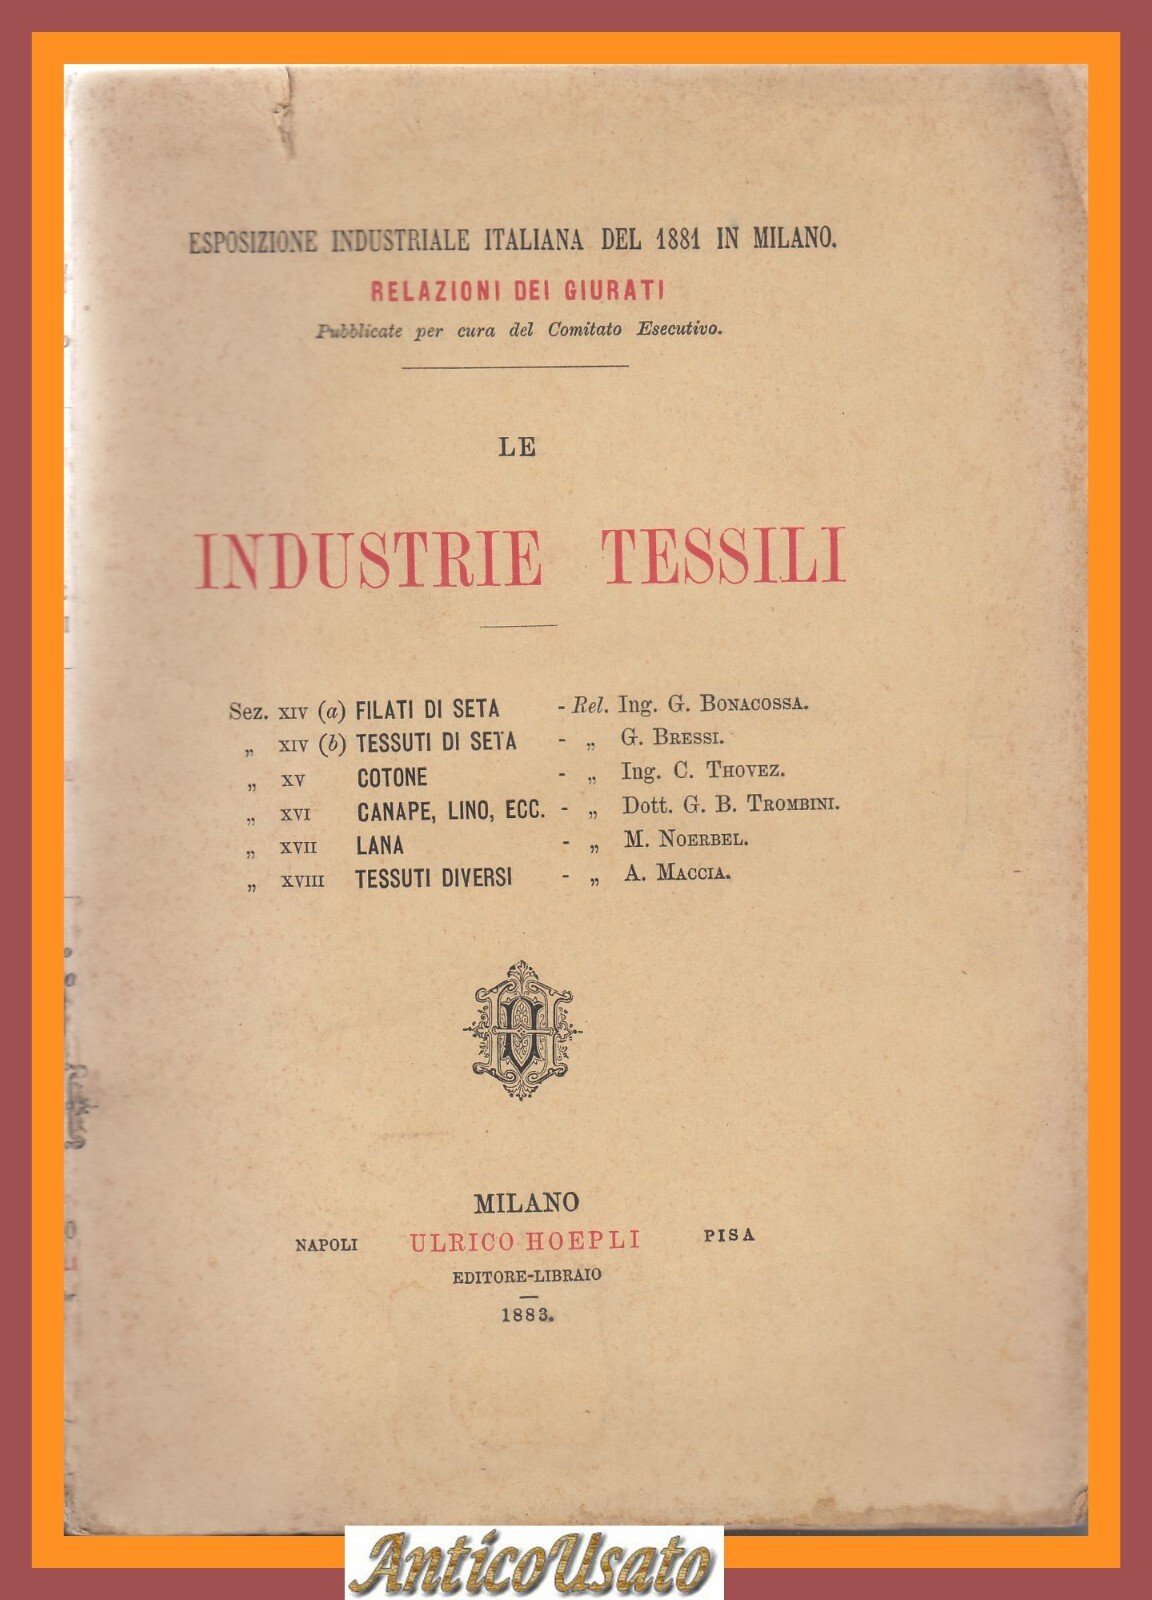 ESPOSIZIONE INDUSTRIALE ITALIANA DEL 1881 IN MILANO.
RELAZIONI DEI GIURATI
Pubblicate per cura del Comitato Esecutivo.
LE
INDUSTRIE TESSILI
Sez. XIV (a) FILATI DI SETA - Rel. Ing. G. BONACOSSA.
„ XIV (b) TESSUTI DI SETA - „ G. BRESSI.
„ XV COTONE - „ Ing. C. THOVEZ.
„ XVI CANAPE, LINO, ECC. - „ Dott. G. B. TROMBINI.
„ XVII LANA - „ M. NOERBEL.
„ XVIII TESSUTI DIVERSI - „ A. MACCIA.
MILANO
NAPOLI ULRICO HOEPLI PISA
EDITORE-LIBRAIO
1883.
AnticoUsato